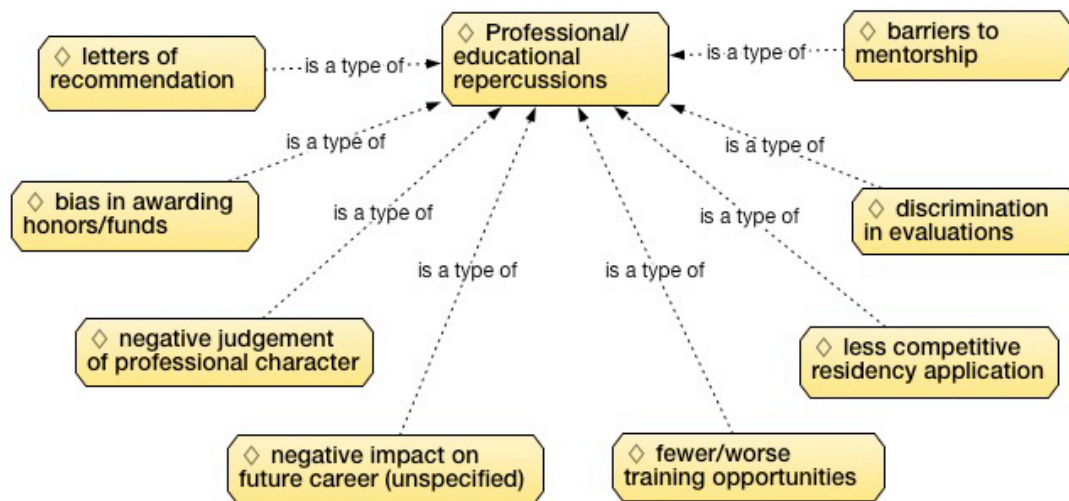 ◇ Professional/
educational
repercussions
◇ letters of
recommendation
is a type of
◇ barriers to
mentorship
is a type of
◇ bias in awarding
honors/funds
is a type of
◇ discrimination
in evaluations
is a type of
◇ negative judgement
of professional character
is a type of
◇ less competitive
residency application
is a type of
◇ negative impact on
future career (unspecified)
is a type of
◇ fewer/worse
training opportunities
is a type of